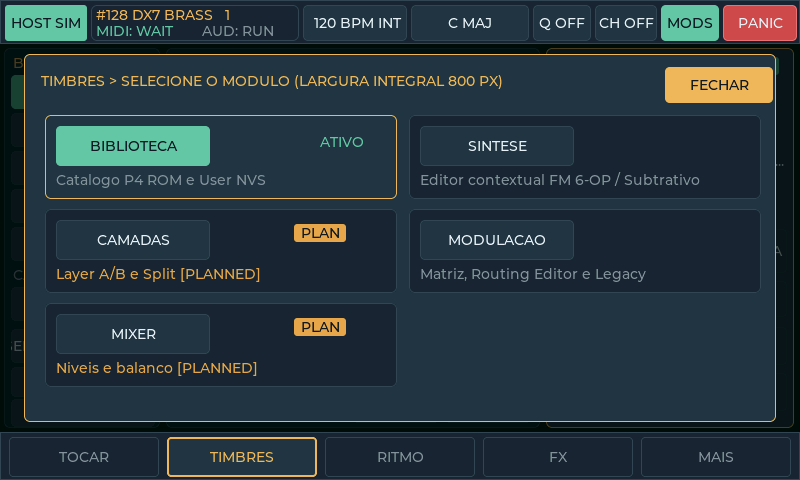 HOST SIM
#128 DX7 BRASS 1
MIDI: WAIT AUD: RUN
120 BPM INT
C MAJ
Q OFF
CH OFF
MODS
PANIC
TIMBRES > SELECIONE O MODULO (LARGURA INTEGRAL 800 PX)
FECHAR
BIBLIOTECA
ATIVO
Catalogo P4 ROM e User NVS
SINTESE
Editor contextual FM 6-OP / Subtrativo
CAMADAS
PLAN
Layer A/B e Split [PLANNED]
MODULACAO
Matriz, Routing Editor e Legacy
MIXER
PLAN
Niveis e balanco [PLANNED]
TOCAR
TIMBRES
RITMO
FX
MAIS